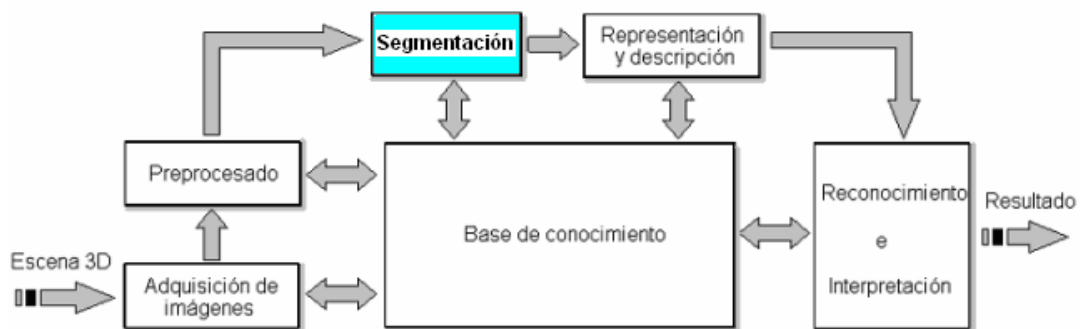 Segmentación
Representación
y descripción
Preprocesado
Base de conocimiento
Reconocimiento
e
Interpretación
Resultado
Escena 3D
Adquisición de
imágenes